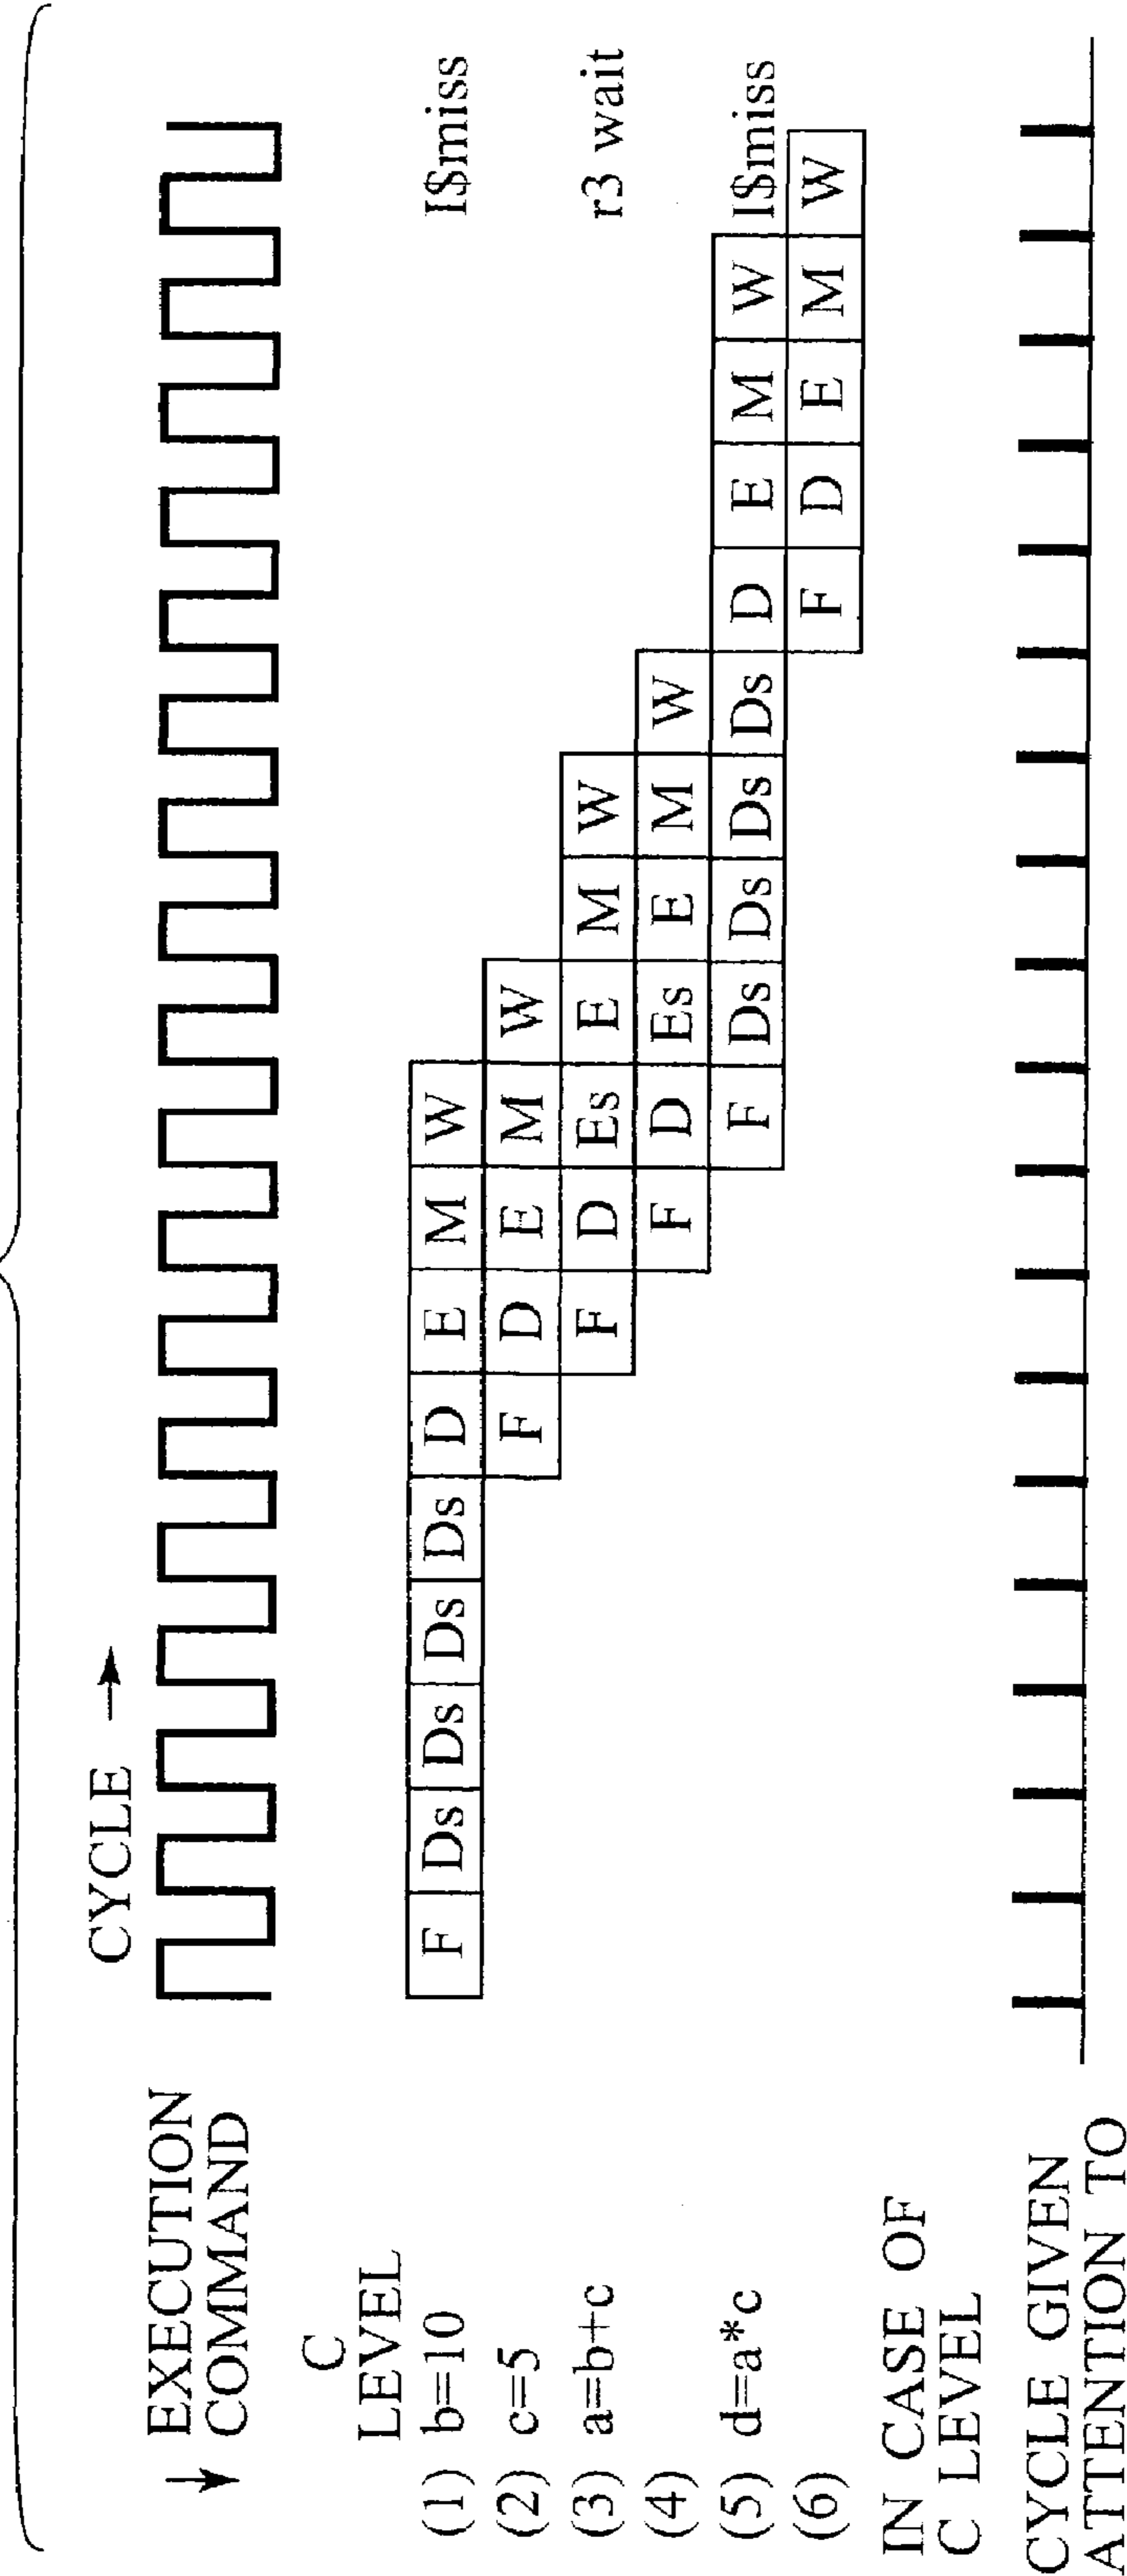 CYCLE →
↓ EXECUTION
COMMAND
C
LEVEL
(1) b=10 F Ds Ds Ds Ds D E M W I$miss
(2) c=5 F D E M W
(3) a=b+c F D Es E M W r3 wait
(4) F D Es E M W
(5) d=a*c F Ds Ds Ds Ds D E M W I$miss
(6) F D E M W
IN CASE OF
C LEVEL
CYCLE GIVEN
ATTENTION TO